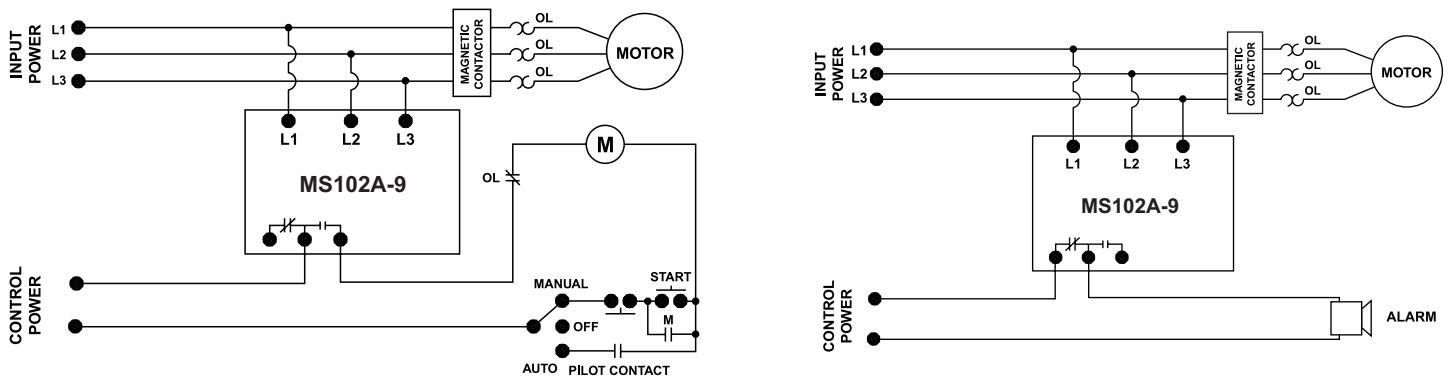 INPUT
POWER
L1
L2
L3
MAGNETIC
CONTACTOR
OL
OL
OL
MOTOR
L1
L2
L3
MS102A-9
OL
M
CONTROL
POWER
MANUAL
START
OFF
M
AUTO
PILOT CONTACT
INPUT
POWER
L1
L2
L3
MAGNETIC
CONTACTOR
OL
OL
MOTOR
L1
L2
L3
MS102A-9
CONTROL
POWER
ALARM